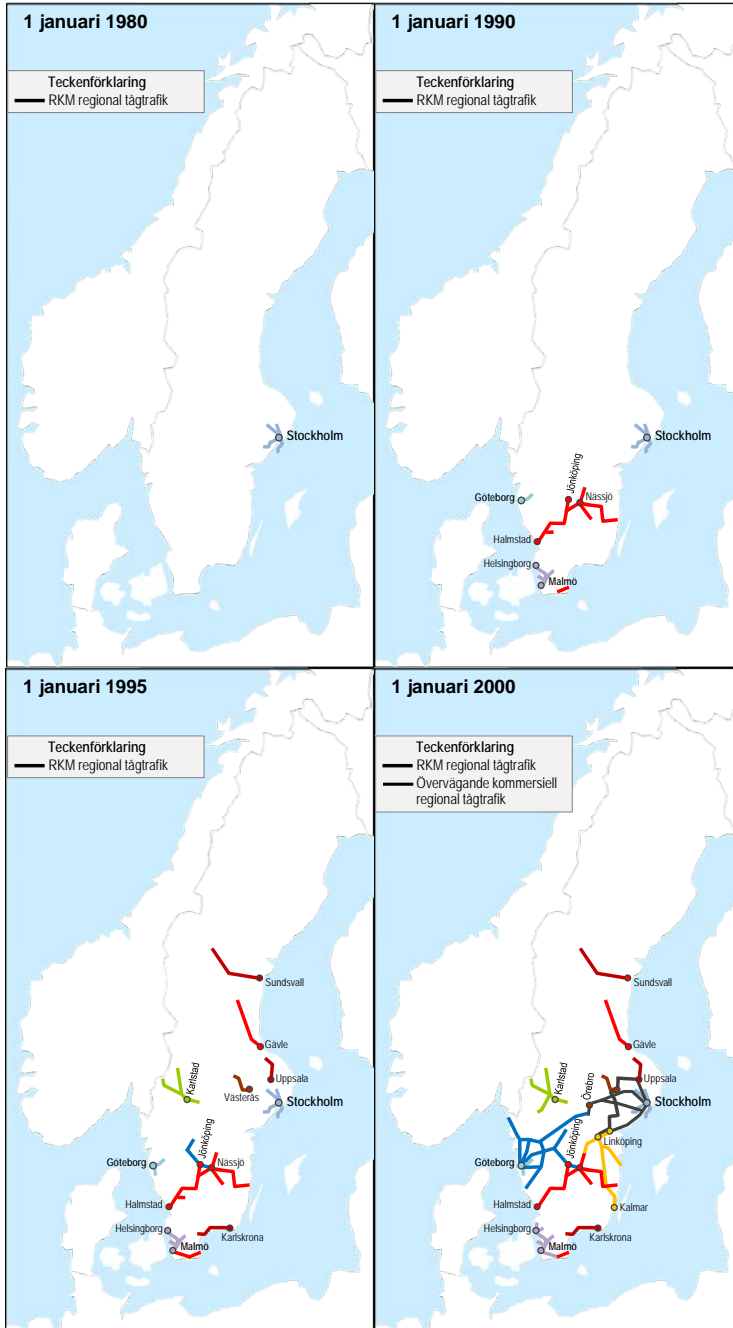 1 januari 1980
Teckenförklaring
RKM regional tågtrafik
Stockholm
1 januari 1990
Teckenförklaring
RKM regional tågtrafik
Stockholm
Jönköping
Göteborg
Nässjö
Halmstad
Helsingborg
Malmö
1 januari 1995
Teckenförklaring
RKM regional tågtrafik
Sundsvall
Gävle
Uppsala
Karlstad
Västerås
Stockholm
Jönköping
Göteborg
Nässjö
Halmstad
Helsingborg
Karlskrona
Malmö
1 januari 2000
Teckenförklaring
RKM regional tågtrafik
Övervägande kommersiell
regional tågtrafik
Sundsvall
Gävle
Uppsala
Karlstad
Örebro
Stockholm
Linköping
Jönköping
Göteborg
Halmstad
Kalmar
Helsingborg
Karlskrona
Malmö